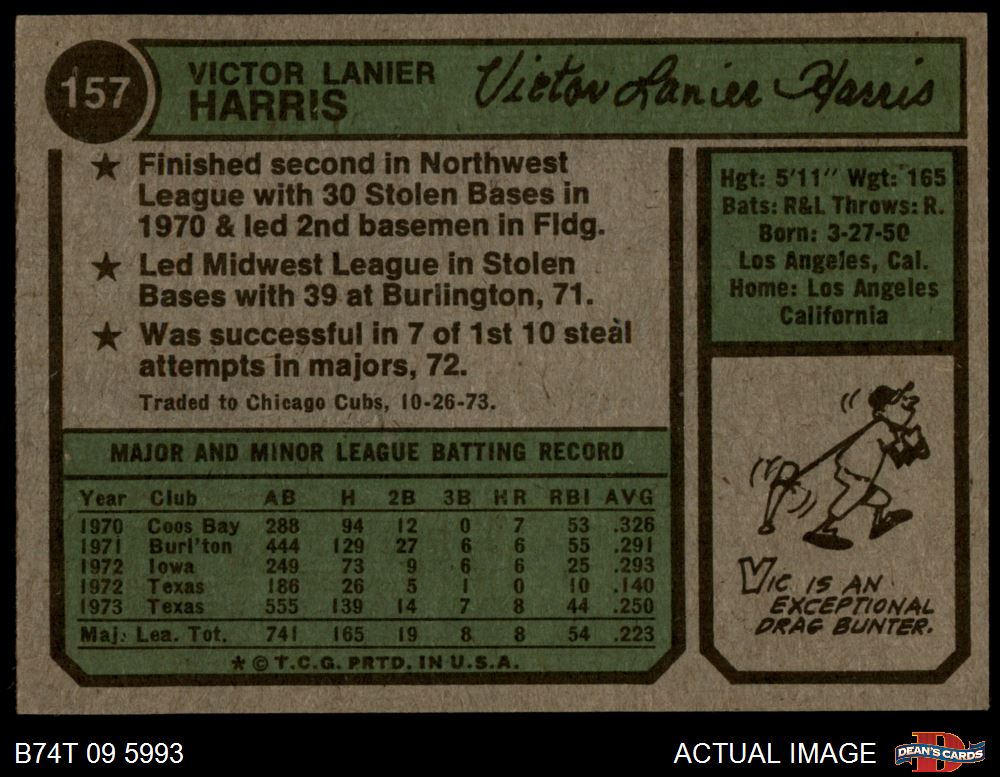 157
VICTOR LANIER
HARRIS
Victor Lanier Harris
★ Finished second in Northwest
League with 30 Stolen Bases in
1970 & led 2nd basemen in Fldg.
★ Led Midwest League in Stolen
Bases with 39 at Burlington, 71.
★ Was successful in 7 of 1st 10 steal
attempts in majors, 72.
Traded to Chicago Cubs, 10-26-73.
MAJOR AND MINOR LEAGUE BATTING RECORD
Year Club AB H 2B 3B HR RBI AVG
1970 Coos Bay 288 94 12 0 7 53 .326
1971 Burl'ton 444 129 27 6 6 55 .291
1972 Iowa 249 73 9 6 6 25 .293
1972 Texas 186 26 5 1 0 10 .140
1973 Texas 555 139 14 7 8 44 .250
Maj. Lea. Tot. 741 165 19 8 8 54 .223
★ © T.C.G. PRTD. IN U.S.A.
Hgt: 5'11" Wgt: 165
Bats: R&L Throws: R.
Born: 3-27-50
Los Angeles, Cal.
Home: Los Angeles
California
VIC IS AN
EXCEPTIONAL
DRAG BUNTER.
B74T 09 5993
ACTUAL IMAGE
D
DEAN'S CARDS